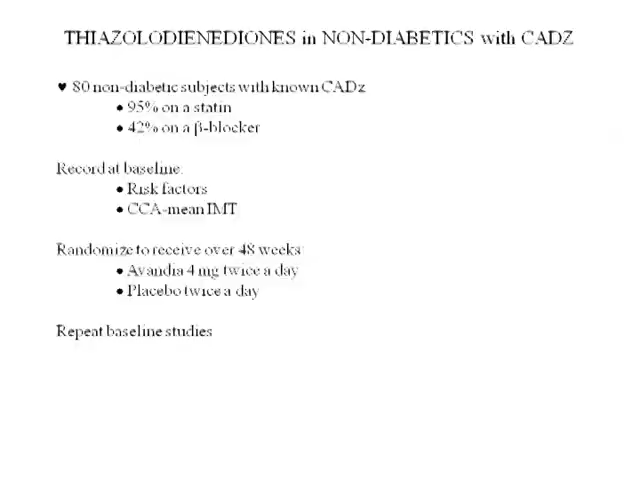 THIAZOLODIENEDIONES in NON-DIABETICS with CADZ
♥ 80 non-diabetic subjects with known CADz
• 95% on a statin
• 42% on a β-blocker
Record at baseline:
• Risk factors
• CCA-mean IMT
Randomize to receive over 48 weeks:
• Avandia 4 mg twice a day
• Placebo twice a day
Repeat baseline studies